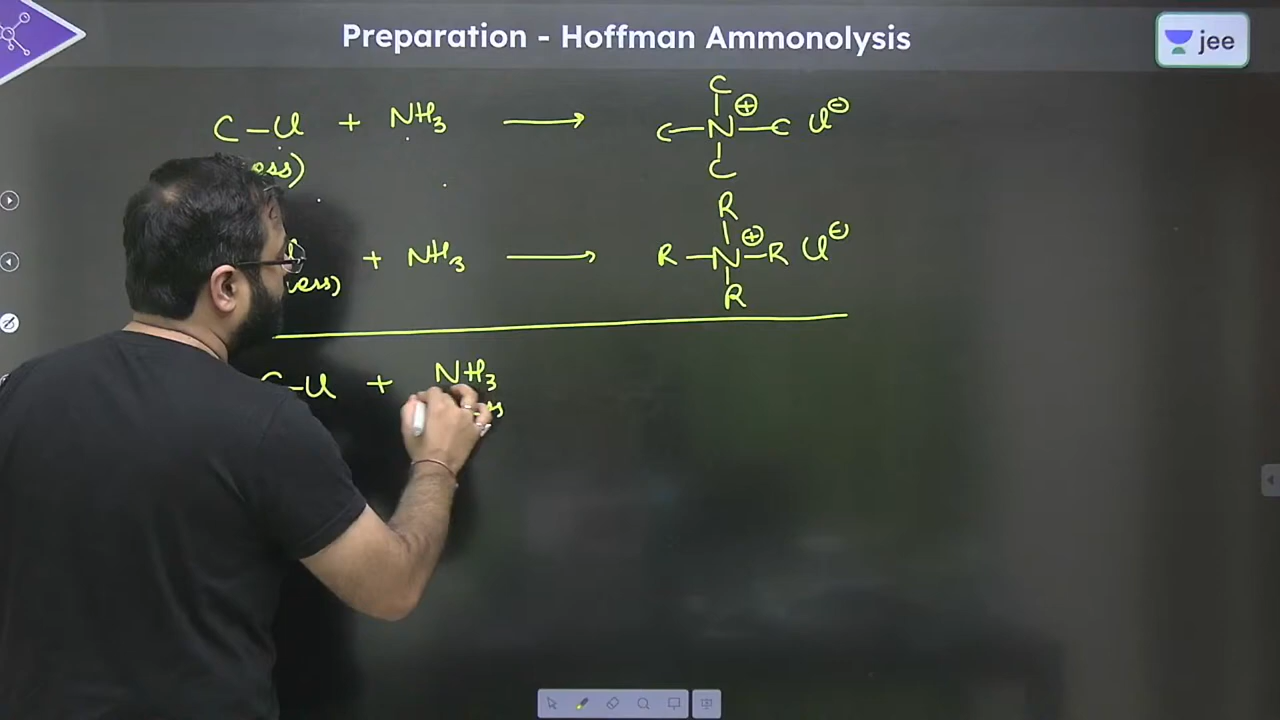 Preparation - Hoffman Ammonolysis
jee
C
C–Cl + NH3 → C–N⊕–C Cl⊖
C
R
+ NH3 → R–N⊕–R Cl⊖
R
C–Cl + NH3